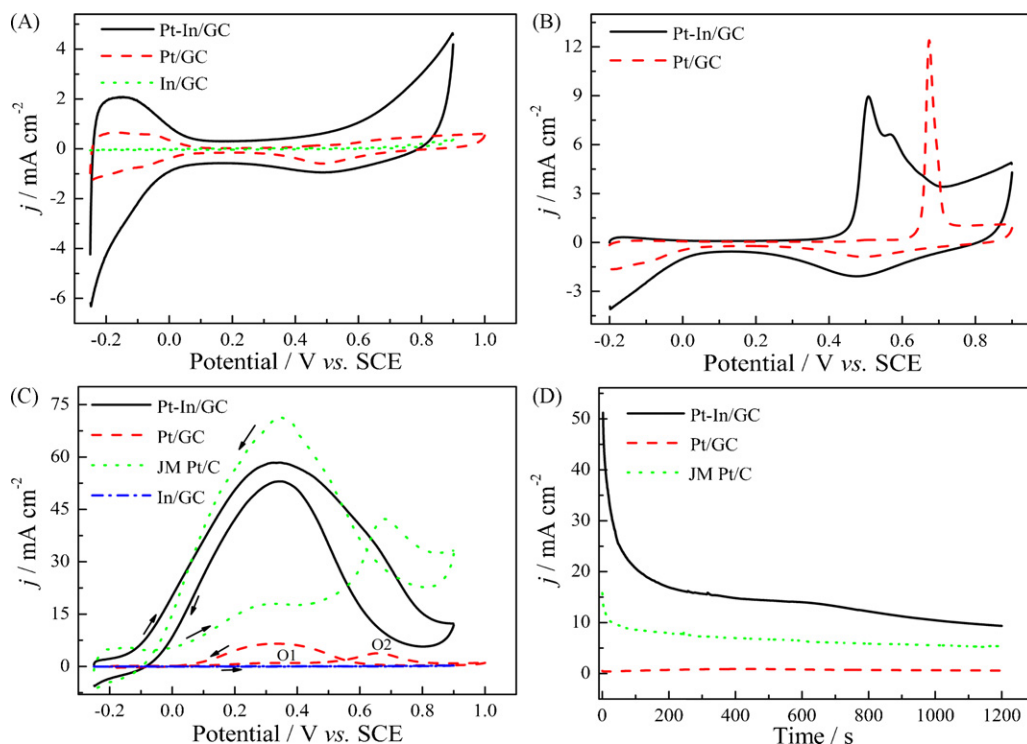 (A)
Pt-In/GC
Pt/GC
In/GC
4
2
0
-2
-4
-6
j / mA cm-2
-0.2 0.0 0.2 0.4 0.6 0.8 1.0
Potential / V vs. SCE
(B)
Pt-In/GC
Pt/GC
12
9
6
3
0
-3
j / mA cm-2
-0.2 0.0 0.2 0.4 0.6 0.8
Potential / V vs. SCE
(C)
Pt-In/GC
Pt/GC
JM Pt/C
In/GC
75
60
45
30
15
0
j / mA cm-2
O1
O2
-0.2 0.0 0.2 0.4 0.6 0.8 1.0
Potential / V vs. SCE
(D)
Pt-In/GC
Pt/GC
JM Pt/C
50
40
30
20
10
0
j / mA cm-2
0 200 400 600 800 1000 1200
Time / s